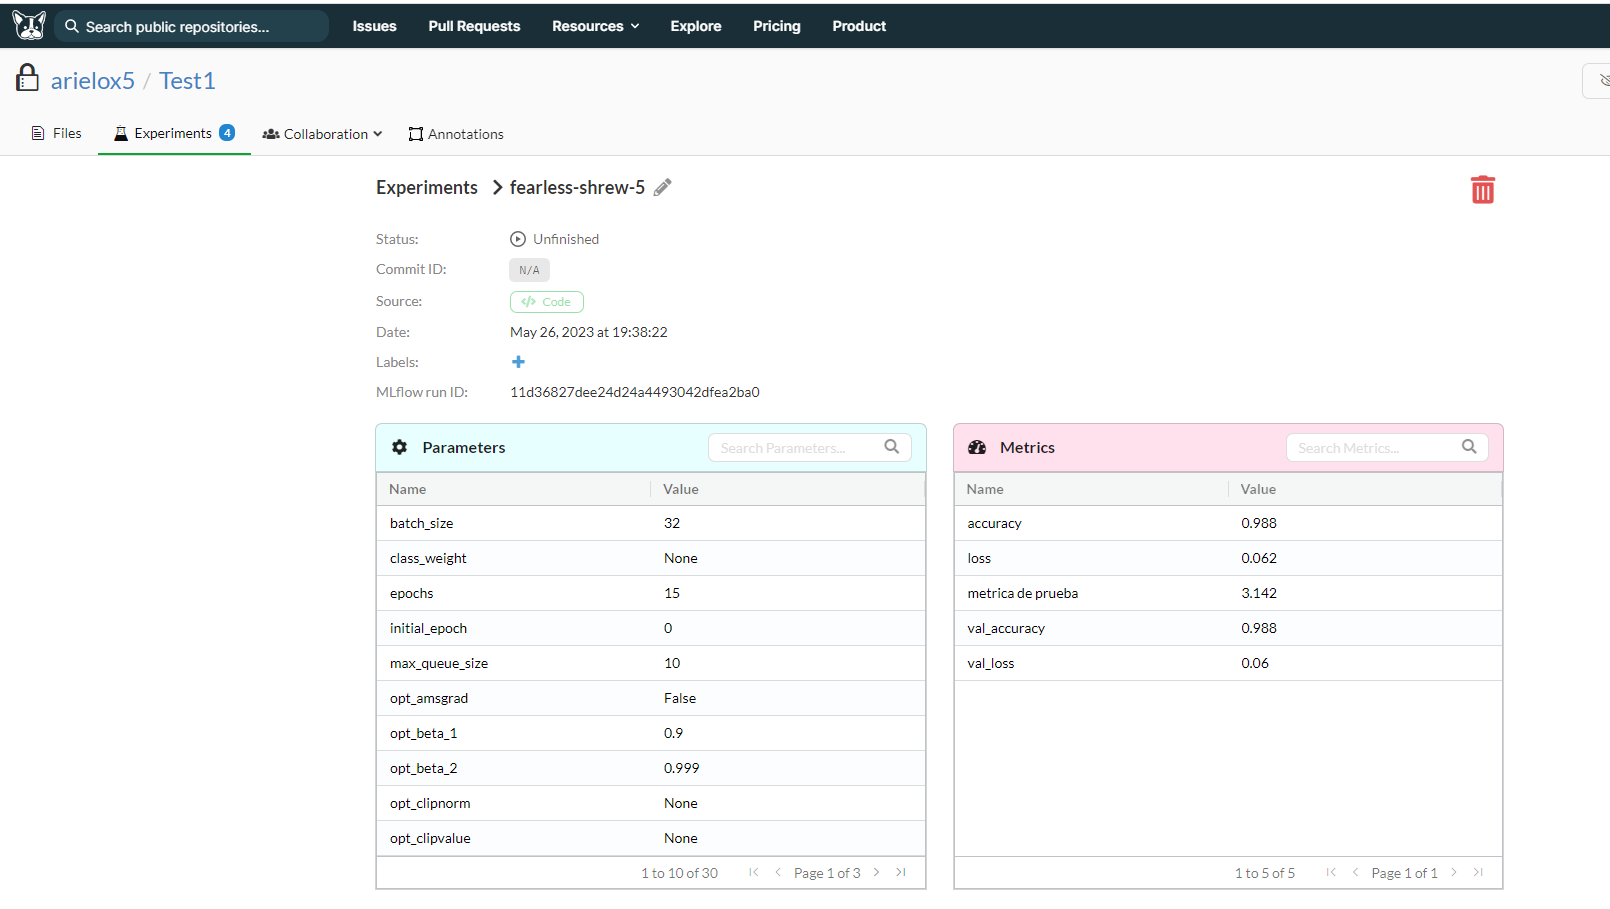 Search public repositories... Issues Pull Requests Resources Explore Pricing Product
arielox5 / Test1
Files Experiments 4 Collaboration Annotations
Experiments > fearless-shrew-5
Status: Unfinished
Commit ID: N/A
Source: </> Code
Date: May 26, 2023 at 19:38:22
Labels: +
MLflow run ID: 11d36827dee24d24a4493042dfea2ba0
Parameters Search Parameters...
Name Value
batch_size 32
class_weight None
epochs 15
initial_epoch 0
max_queue_size 10
opt_amsgrad False
opt_beta_1 0.9
opt_beta_2 0.999
opt_clipnorm None
opt_clipvalue None
1 to 10 of 30 Page 1 of 3
Metrics Search Metrics...
Name Value
accuracy 0.988
loss 0.062
metrica de prueba 3.142
val_accuracy 0.988
val_loss 0.06
1 to 5 of 5 Page 1 of 1